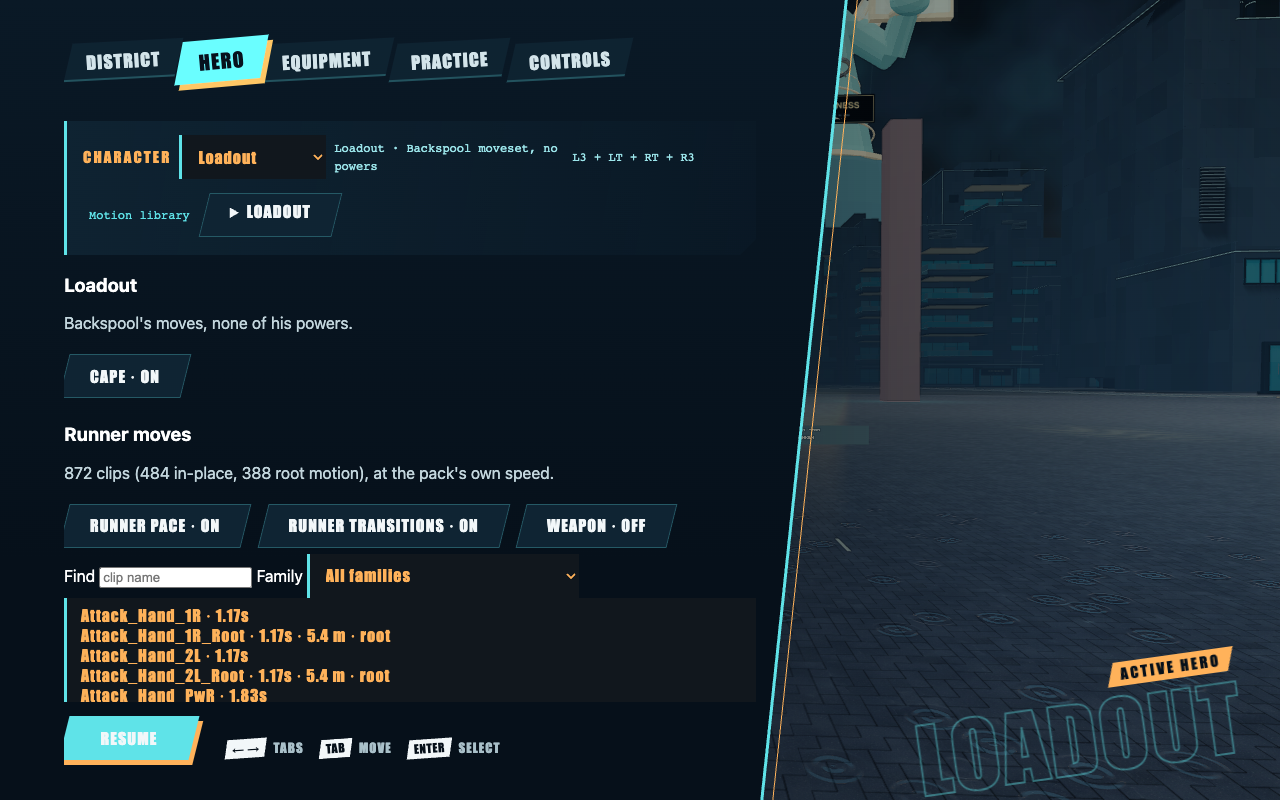 DISTRICT
HERO
EQUIPMENT
PRACTICE
CONTROLS
CHARACTER
Loadout
Loadout · Backspool moveset, no
powers
L3 + LT + RT + R3
Motion library
▶ LOADOUT
Loadout
Backspool's moves, none of his powers.
CAPE · ON
Runner moves
872 clips (484 in-place, 388 root motion), at the pack's own speed.
RUNNER PACE · ON
RUNNER TRANSITIONS · ON
WEAPON · OFF
Find
clip name
Family
All families
Attack_Hand_1R · 1.17s
Attack_Hand_1R_Root · 1.17s · 5.4 m · root
Attack_Hand_2L · 1.17s
Attack_Hand_2L_Root · 1.17s · 5.4 m · root
Attack_Hand_PwR · 1.83s
RESUME
←→ TABS
TAB MOVE
ENTER SELECT
NESS
ACTIVE HERO
LOADOUT